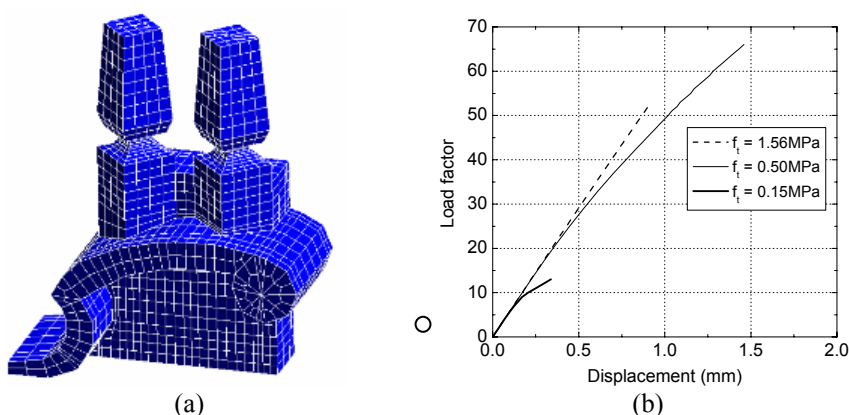 70
60
50
40
30
20
10
0
Load factor
0.0 0.5 1.0 1.5 2.0
Displacement (mm)
f_t = 1.56MPa
f_t = 0.50MPa
f_t = 0.15MPa
(a) (b)